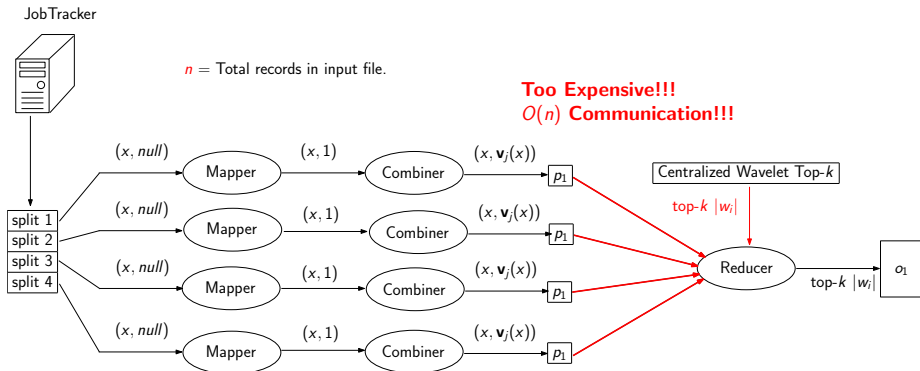 JobTracker
n = Total records in input file.
Too Expensive!!!
O(n) Communication!!!
(x, null)
Mapper
(x, 1)
Combiner
(x, v_j(x))
p_1
Centralized Wavelet Top-k
top-k |w_i|
split 1
split 2
split 3
split 4
(x, null)
Mapper
(x, 1)
Combiner
(x, v_j(x))
p_1
(x, null)
Mapper
(x, 1)
Combiner
(x, v_j(x))
p_1
Reducer
top-k |w_i|
o_1
(x, null)
Mapper
(x, 1)
Combiner
(x, v_j(x))
p_1